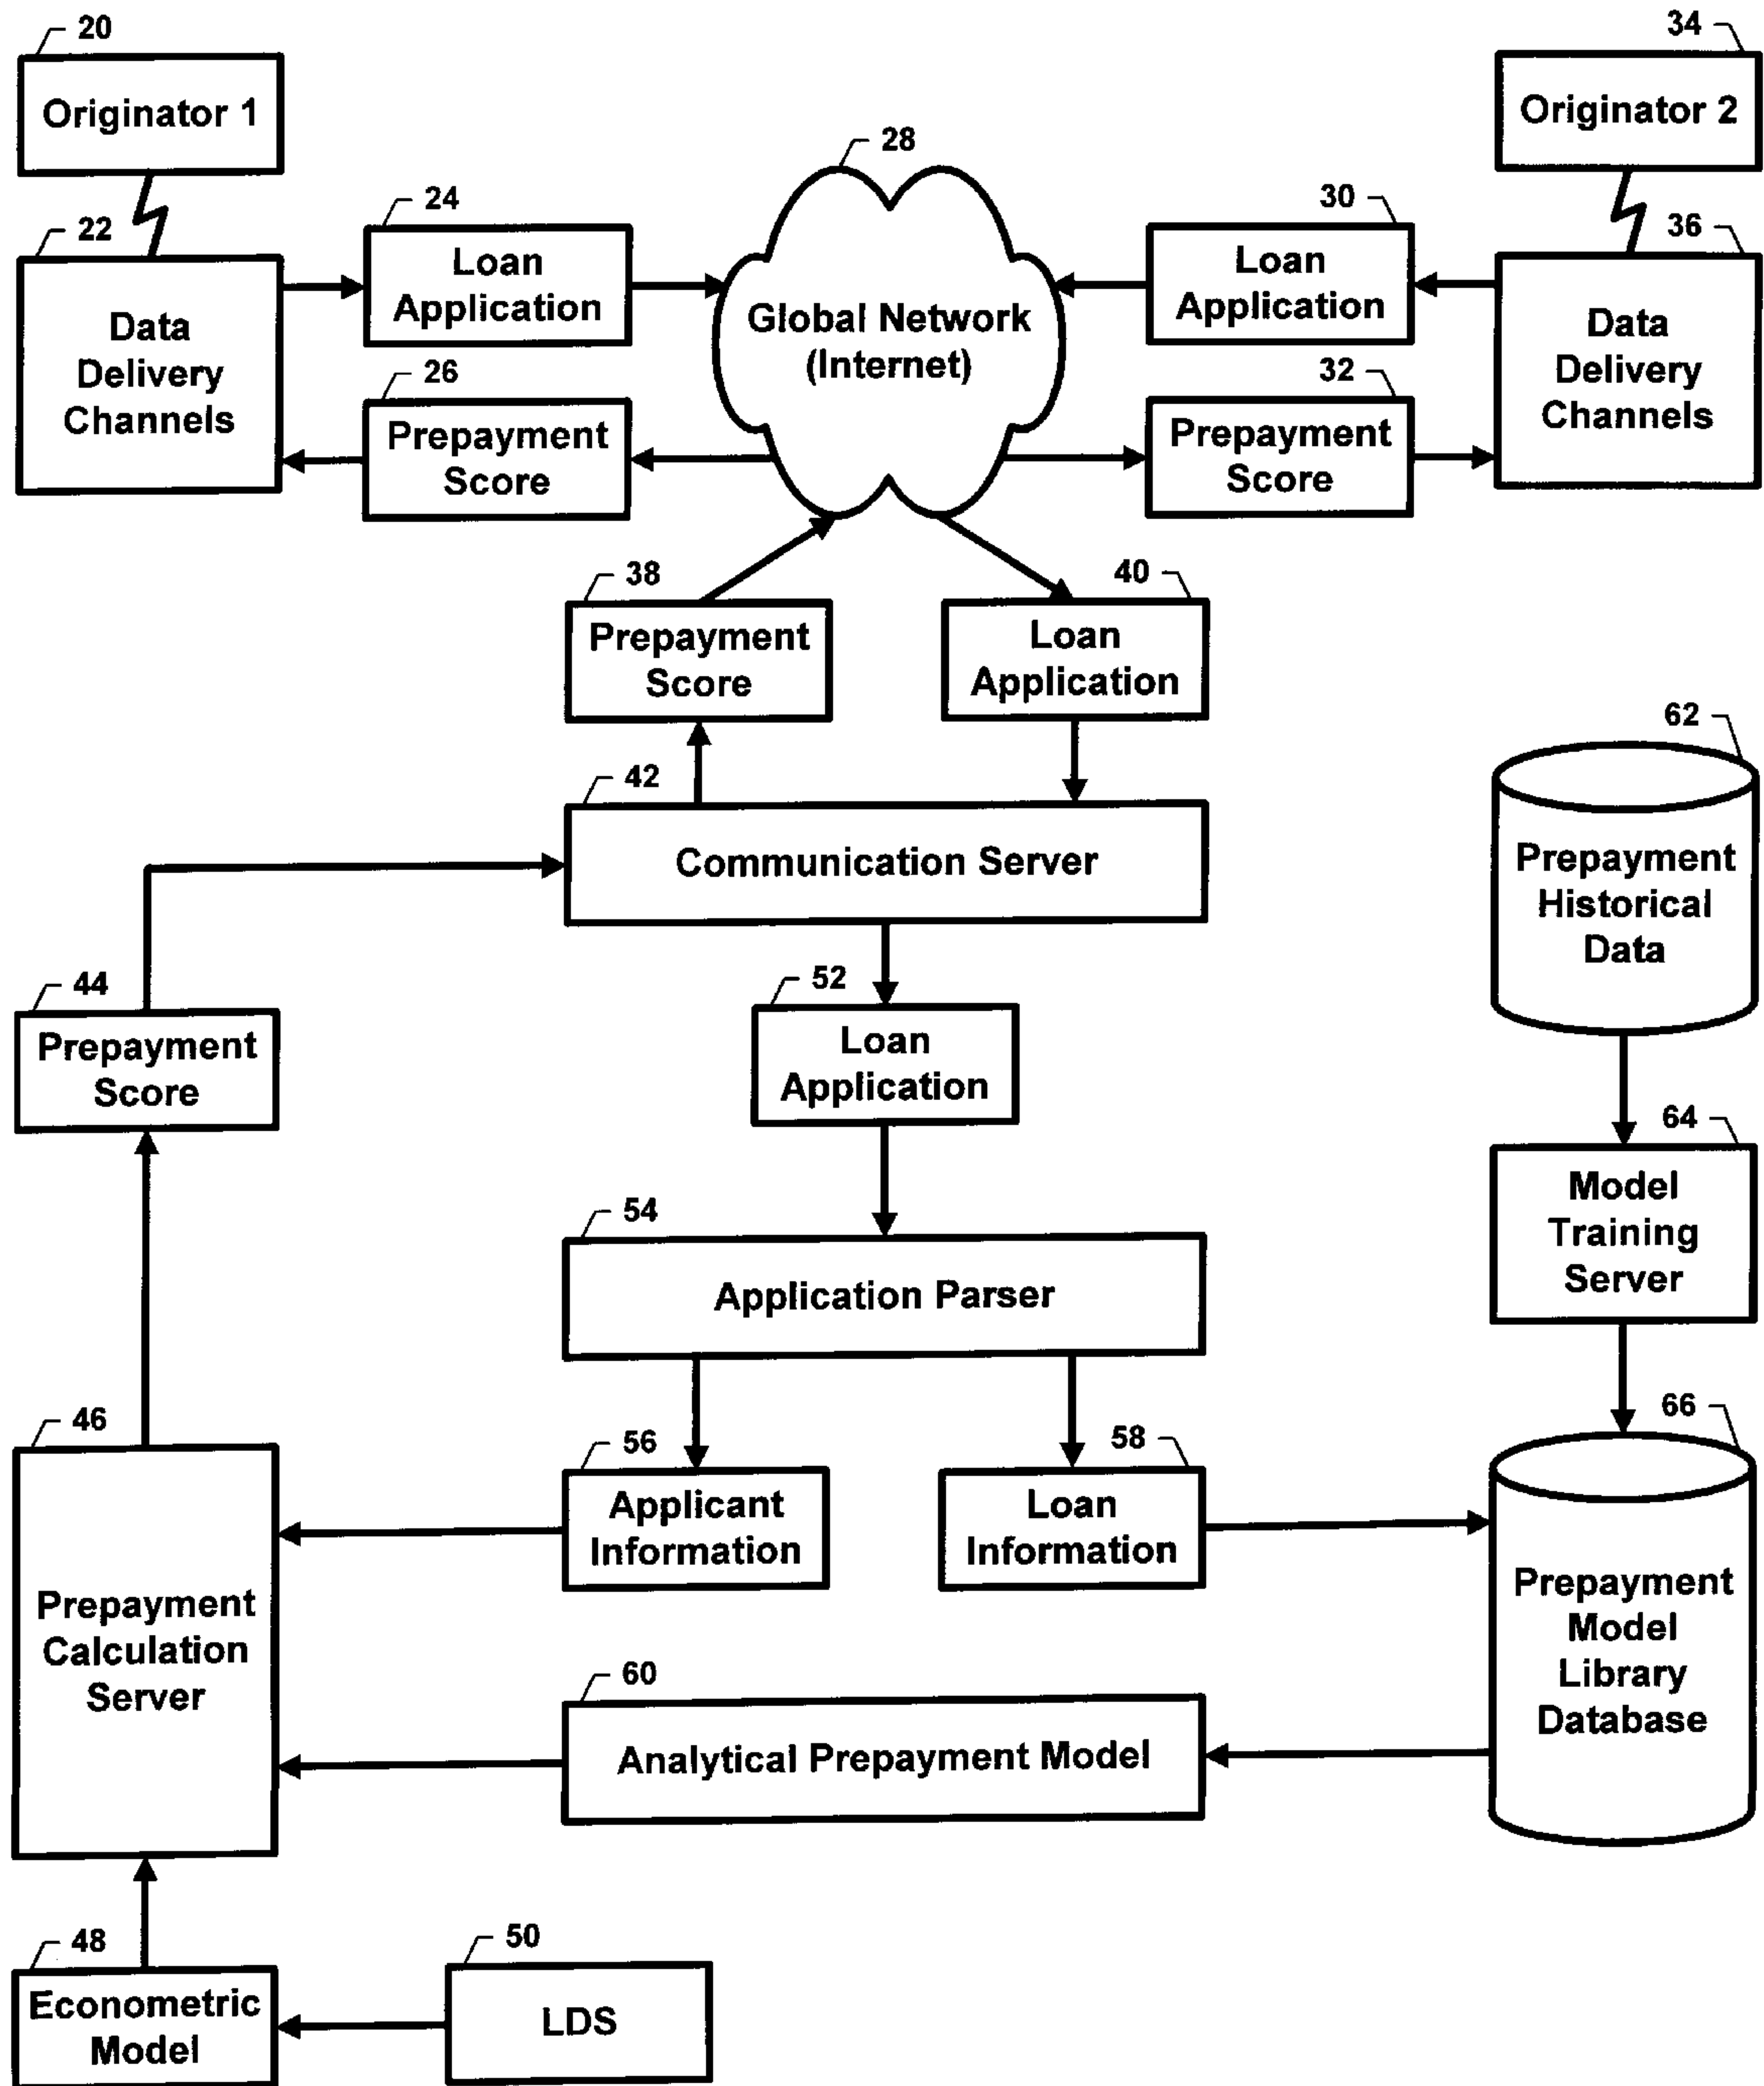 20
Originator 1
34
Originator 2
28
Global Network
(Internet)
22
Data
Delivery
Channels
24
Loan
Application
26
Prepayment
Score
30
Loan
Application
32
Prepayment
Score
36
Data
Delivery
Channels
38
Prepayment
Score
40
Loan
Application
42
Communication Server
62
Prepayment
Historical
Data
44
Prepayment
Score
52
Loan
Application
64
Model
Training
Server
54
Application Parser
46
Prepayment
Calculation
Server
56
Applicant
Information
58
Loan
Information
66
Prepayment
Model
Library
Database
60
Analytical Prepayment Model
48
Econometric
Model
50
LDS